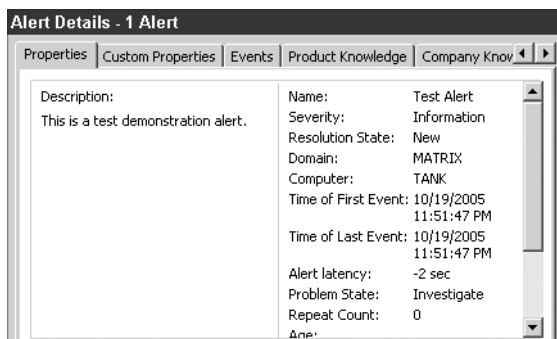 Alert Details - 1 Alert
Properties Custom Properties Events Product Knowledge Company Know
Description:
This is a test demonstration alert.
Name: Test Alert
Severity: Information
Resolution State: New
Domain: MATRIX
Computer: TANK
Time of First Event: 10/19/2005
11:51:47 PM
Time of Last Event: 10/19/2005
11:51:47 PM
Alert latency: -2 sec
Problem State: Investigate
Repeat Count: 0
Age: